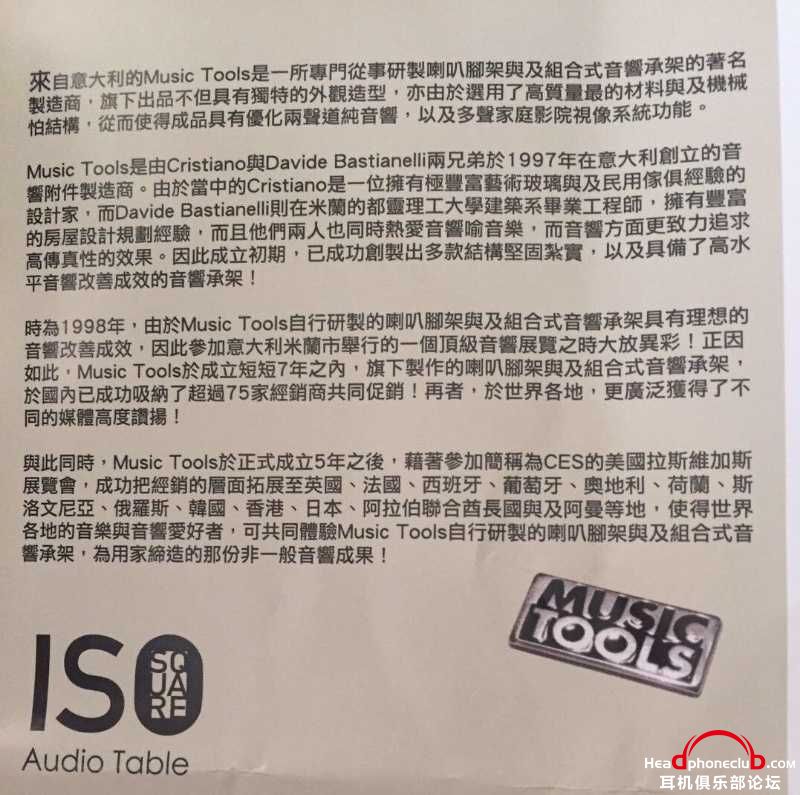 來自意大利的Music Tools是一所專門從事研製喇叭腳架與及組合式音響承架的著名
製造商，旗下出品不但具有獨特的外觀造型，亦由於選用了高質量最的材料與及機械
怕結構，從而使得成品具有優化兩聲道純音響，以及多聲家庭影院視像系統功能。
Music Tools是由Cristiano與Davide Bastianelli兩兄弟於1997年在意大利創立的音
響附件製造商。由於當中的Cristiano是一位擁有極豐富藝術玻璃與及民用傢俱經驗的
設計家，而Davide Bastianelli則在米蘭的都靈理工大學建築系畢業工程師，擁有豐富
的房屋設計規劃經驗，而且他們兩人也同時熱愛音響喻音樂，而音響方面更致力追求
高傳真性的效果。因此成立初期，已成功創製出多款結構堅固紮實，以及具備了高水
平音響改善成效的音響承架！
時為1998年，由於Music Tools自行研製的喇叭腳架與及組合式音響承架具有理想的
音響改善成效，因此參加意大利米蘭市舉行的一個頂級音響展覽之時大放異彩！正因
如此，Music Tools於成立短短7年之內，旗下製作的喇叭腳架與及組合式音響承架，
於國內已成功吸納了超過75家經銷商共同促銷！再者，於世界各地，更廣泛獲得了不
同的媒體高度讚揚！
與此同時，Music Tools於正式成立5年之後，藉著參加簡稱為CES的美國拉斯維加斯
展覽會，成功把經銷的層面拓展至英國、法國、西班牙、葡萄牙、奧地利、荷蘭、斯
洛文尼亞、俄羅斯、韓國、香港、日本、阿拉伯聯合酋長國與及阿曼等地，使得世界
各地的音樂與音響愛好者，可共同體驗Music Tools自行研製的喇叭腳架與及組合式音
響承架，為用家締造的那份非一般音響成果！
MUSIC
TOOLS
ISO
SQ
UA
RE
Audio Table
Headphoneclub.com
耳机俱乐部论坛